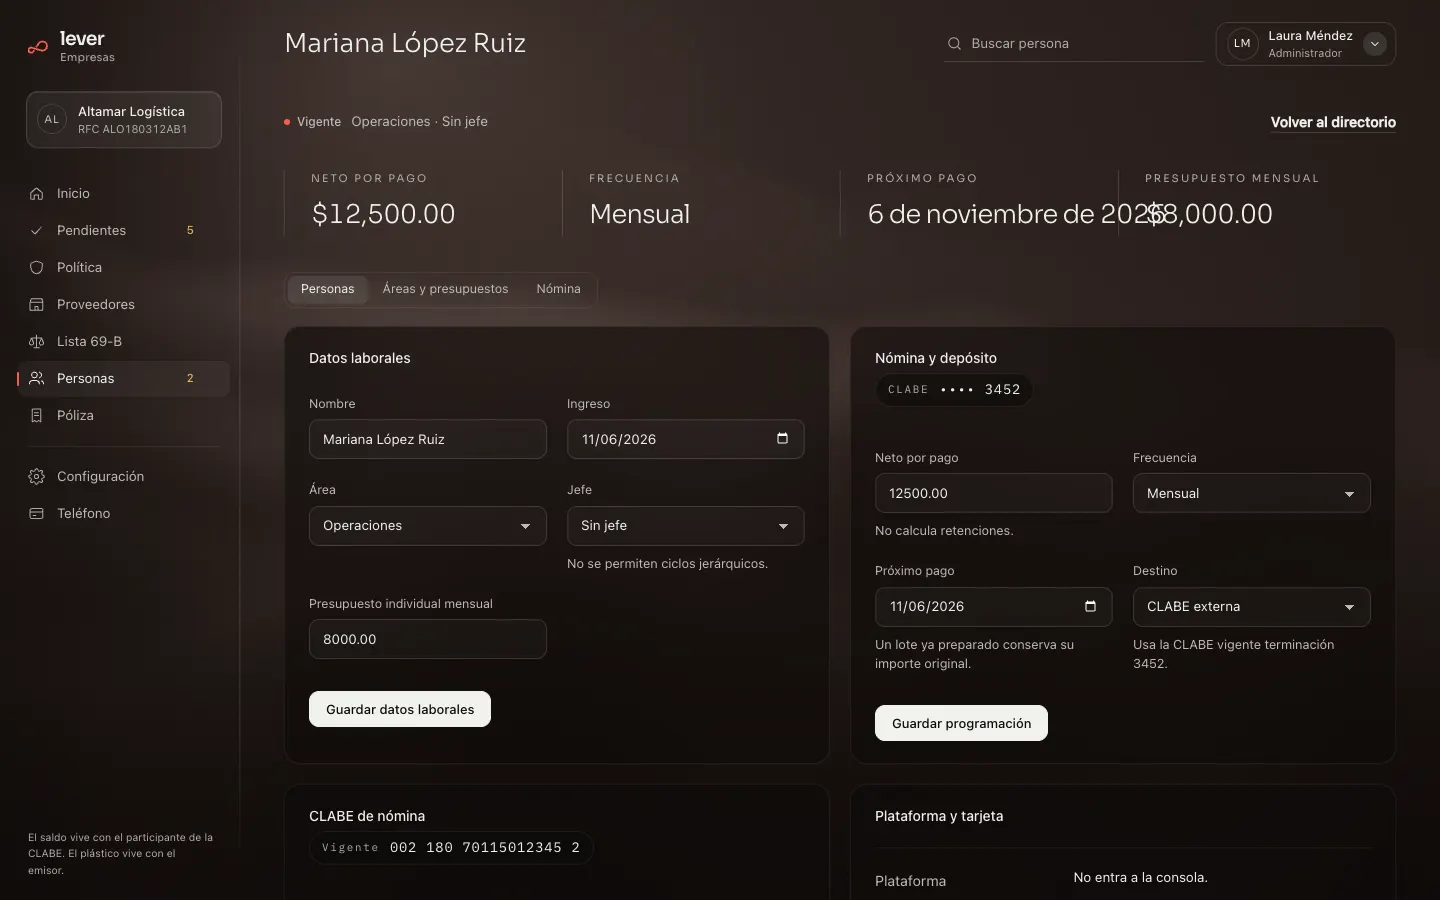 lever
Empresas
Mariana López Ruiz
Buscar persona
LM
Laura Méndez
Administrador
AL
Altamar Logística
RFC ALO180312AB1
Vigente Operaciones · Sin jefe
Volver al directorio
NETO POR PAGO
$12,500.00
FRECUENCIA
Mensual
PRÓXIMO PAGO
6 de noviembre de 2026
PRESUPUESTO MENSUAL
$8,000.00
Inicio
Pendientes 5
Política
Proveedores
Lista 69-B
Personas 2
Póliza
Configuración
Teléfono
Personas
Áreas y presupuestos
Nómina
Datos laborales
Nombre
Mariana López Ruiz
Ingreso
11/06/2026
Área
Operaciones
Jefe
Sin jefe
No se permiten ciclos jerárquicos.
Presupuesto individual mensual
8000.00
Guardar datos laborales
Nómina y depósito
CLABE •••• 3452
Neto por pago
12500.00
No calcula retenciones.
Frecuencia
Mensual
Próximo pago
11/06/2026
Un lote ya preparado conserva su
importe original.
Destino
CLABE externa
Usa la CLABE vigente terminación
3452.
Guardar programación
CLABE de nómina
Vigente 002 180 70115012345 2
Plataforma y tarjeta
Plataforma
No entra a la consola.
El saldo vive con el participante de la
CLABE. El plástico vive con el
emisor.